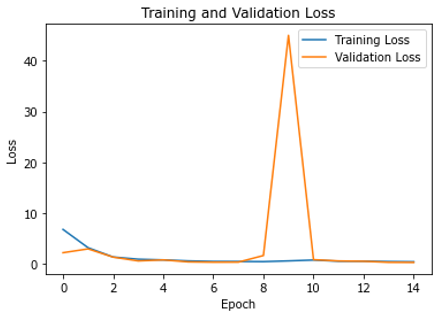 Training and Validation Loss
Training Loss
Validation Loss
40
30
20
10
0
Loss
0 2 4 6 8 10 12 14
Epoch